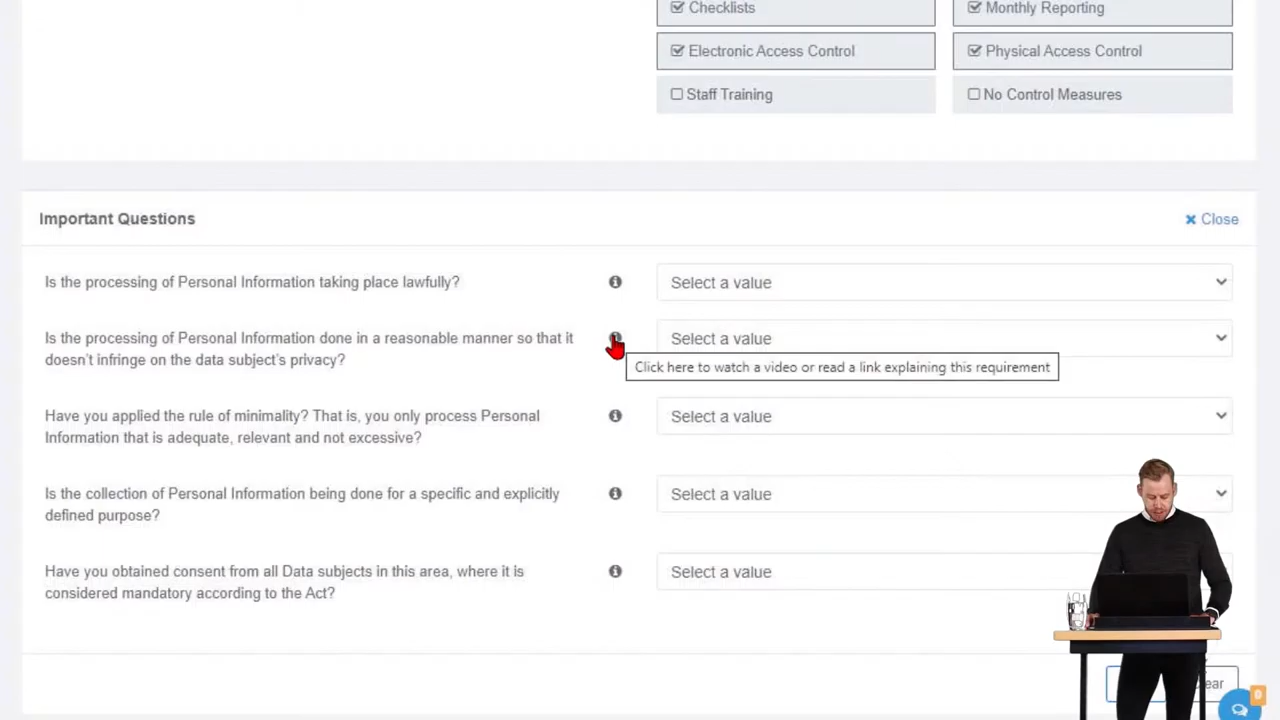 Checklists
Monthly Reporting
Electronic Access Control
Physical Access Control
Staff Training
No Control Measures
Important Questions
Close
Is the processing of Personal Information taking place lawfully?
Select a value
Is the processing of Personal Information done in a reasonable manner so that it
doesn't infringe on the data subject's privacy?
Select a value
Click here to watch a video or read a link explaining this requirement
Have you applied the rule of minimality? That is, you only process Personal
Information that is adequate, relevant and not excessive?
Select a value
Is the collection of Personal Information being done for a specific and explicitly
defined purpose?
Select a value
Have you obtained consent from all Data subjects in this area, where it is
considered mandatory according to the Act?
Select a value
0